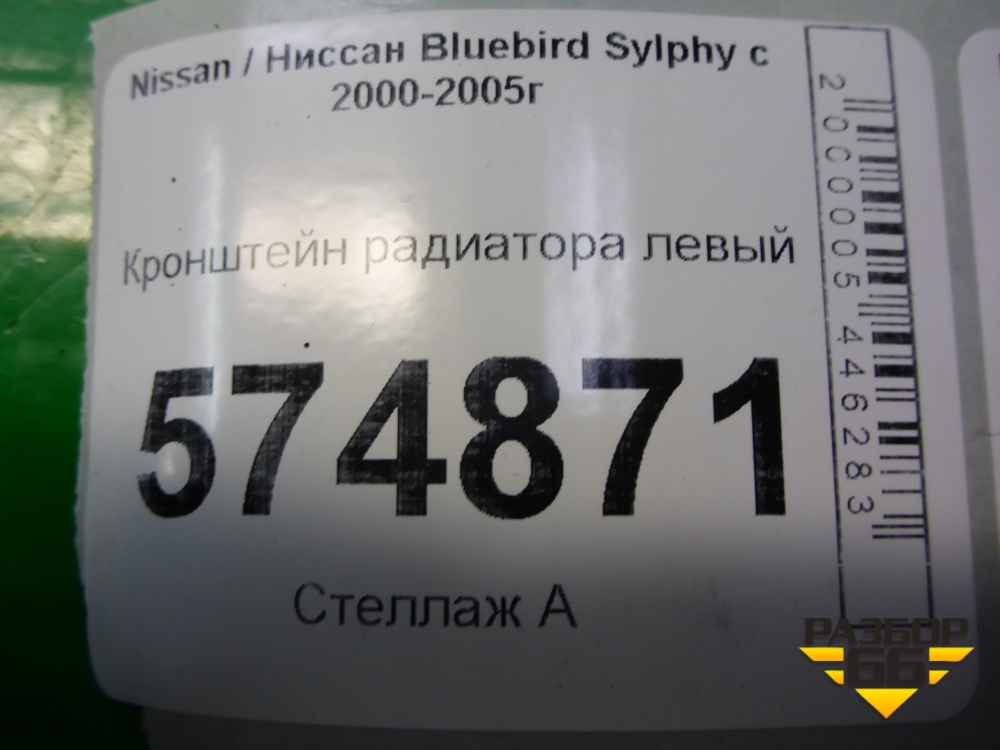 Nissan / Ниссан Bluebird Sylphy с
2000-2005г
Кронштейн радиатора левый
574871
Стеллаж А
2000005446283
РАЗБОР
66